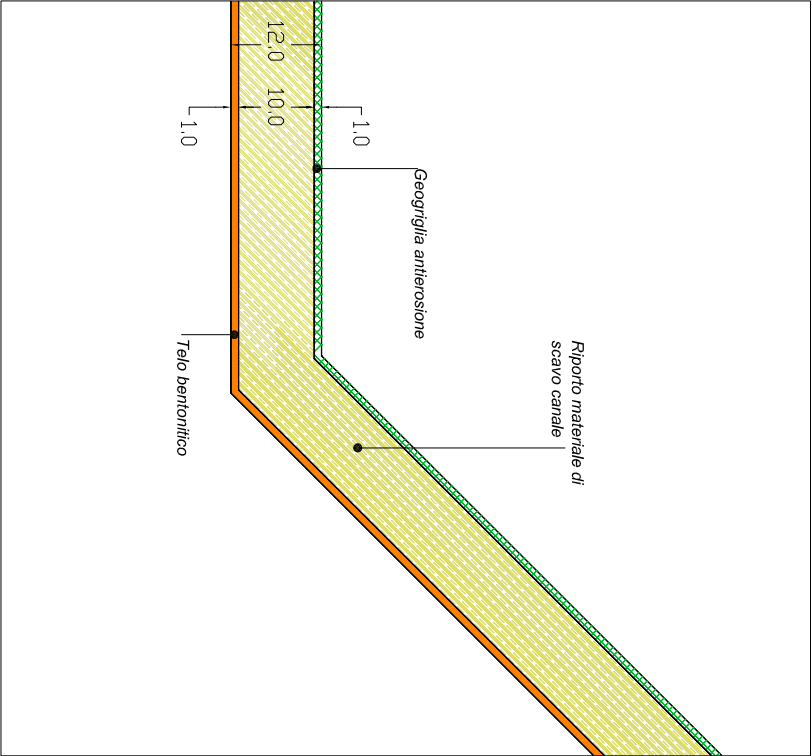 12.0
1.0
10.0
1.0
Geogriglia antierosione
Riporto materiale di
scavo canale
Telo bentonitico